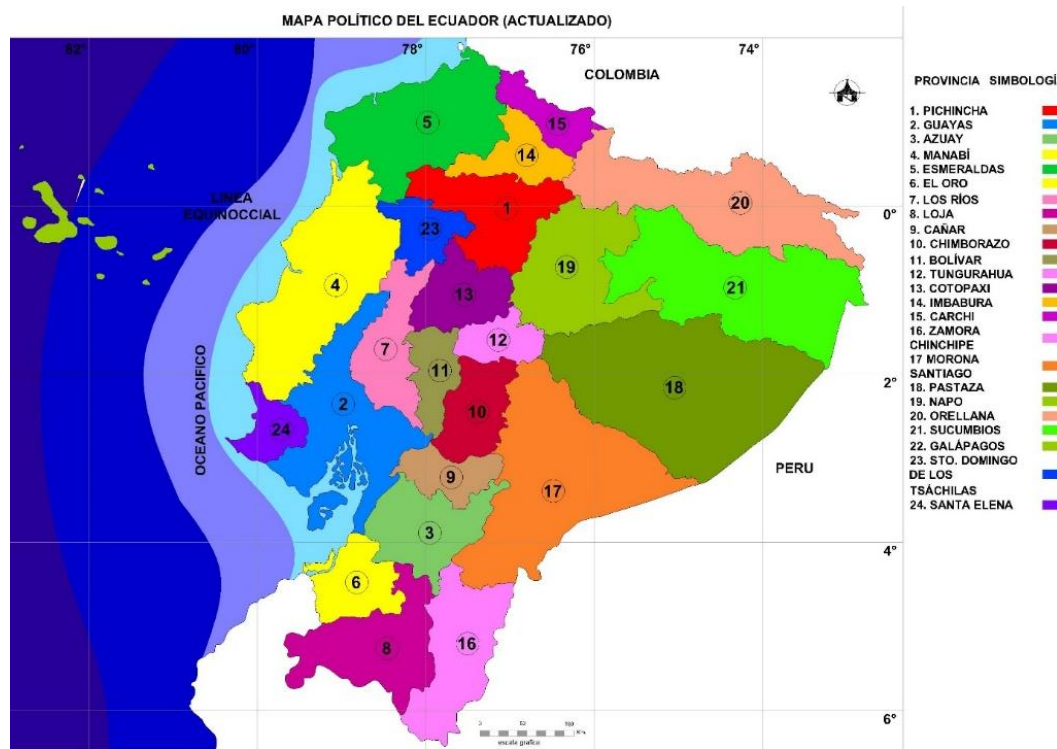 MAPA POLÍTICO DEL ECUADOR (ACTUALIZADO)
82° 80° 78° 76° 74°
COLOMBIA
PROVINCIA SIMBOLOGÍ
1. PICHINCHA
2. GUAYAS
3. AZUAY
4. MANABÍ
5. ESMERALDAS
6. EL ORO
7. LOS RÍOS
8. LOJA
9. CAÑAR
10. CHIMBORAZO
11. BOLÍVAR
12. TUNGURAHUA
13. COTOPAXI
14. IMBABURA
15. CARCHI
16. ZAMORA
CHINCHIPE
17 MORONA
SANTIAGO
18. PASTAZA
19. NAPO
20. ORELLANA
21. SUCUMBIOS
22. GALÁPAGOS
23. STO. DOMINGO
DE LOS
TSÁCHILAS
24. SANTA ELENA
5
15
14
LINEA
EQUINOCCIAL
1
20
0°
23
19
4
13
21
12
7
11
18
2°
2
10
24
OCEANO PACIFICO
PERU
9
17
3
4°
6
16
8
6°
escala grafica